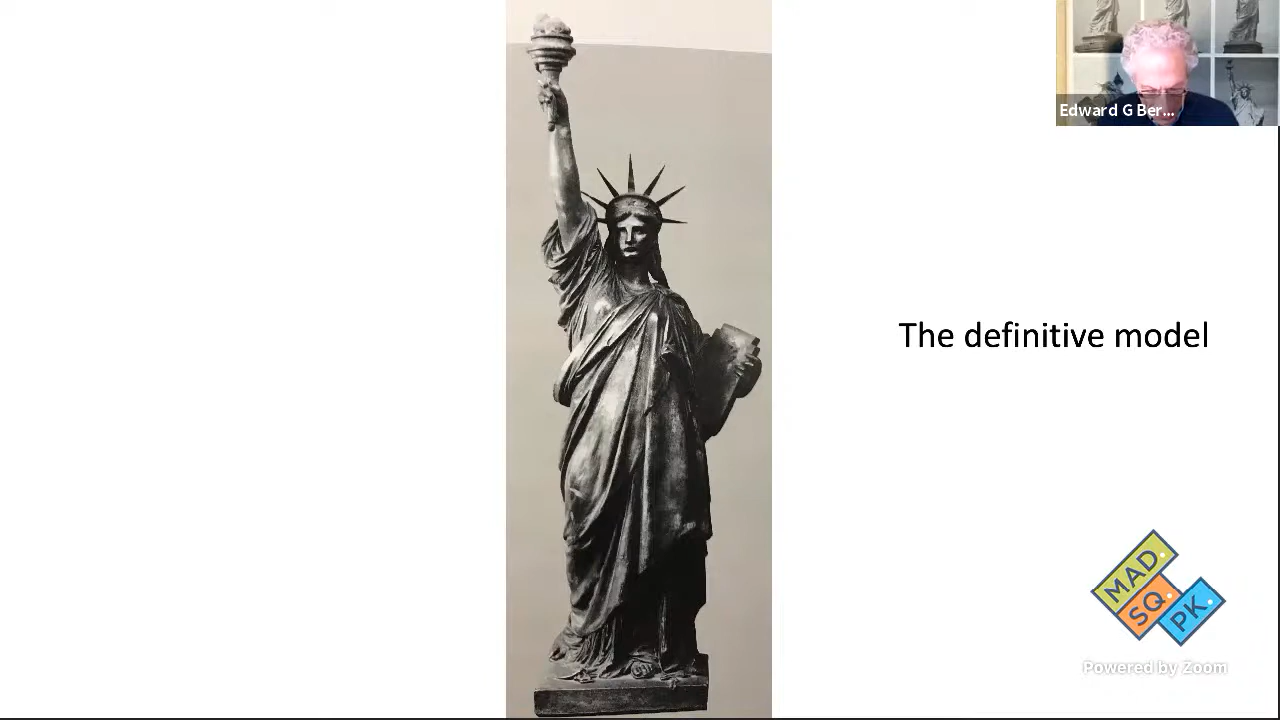 Edward G Ber...
The definitive model
MAD.
SQ.
PK.
Powered by Zoom